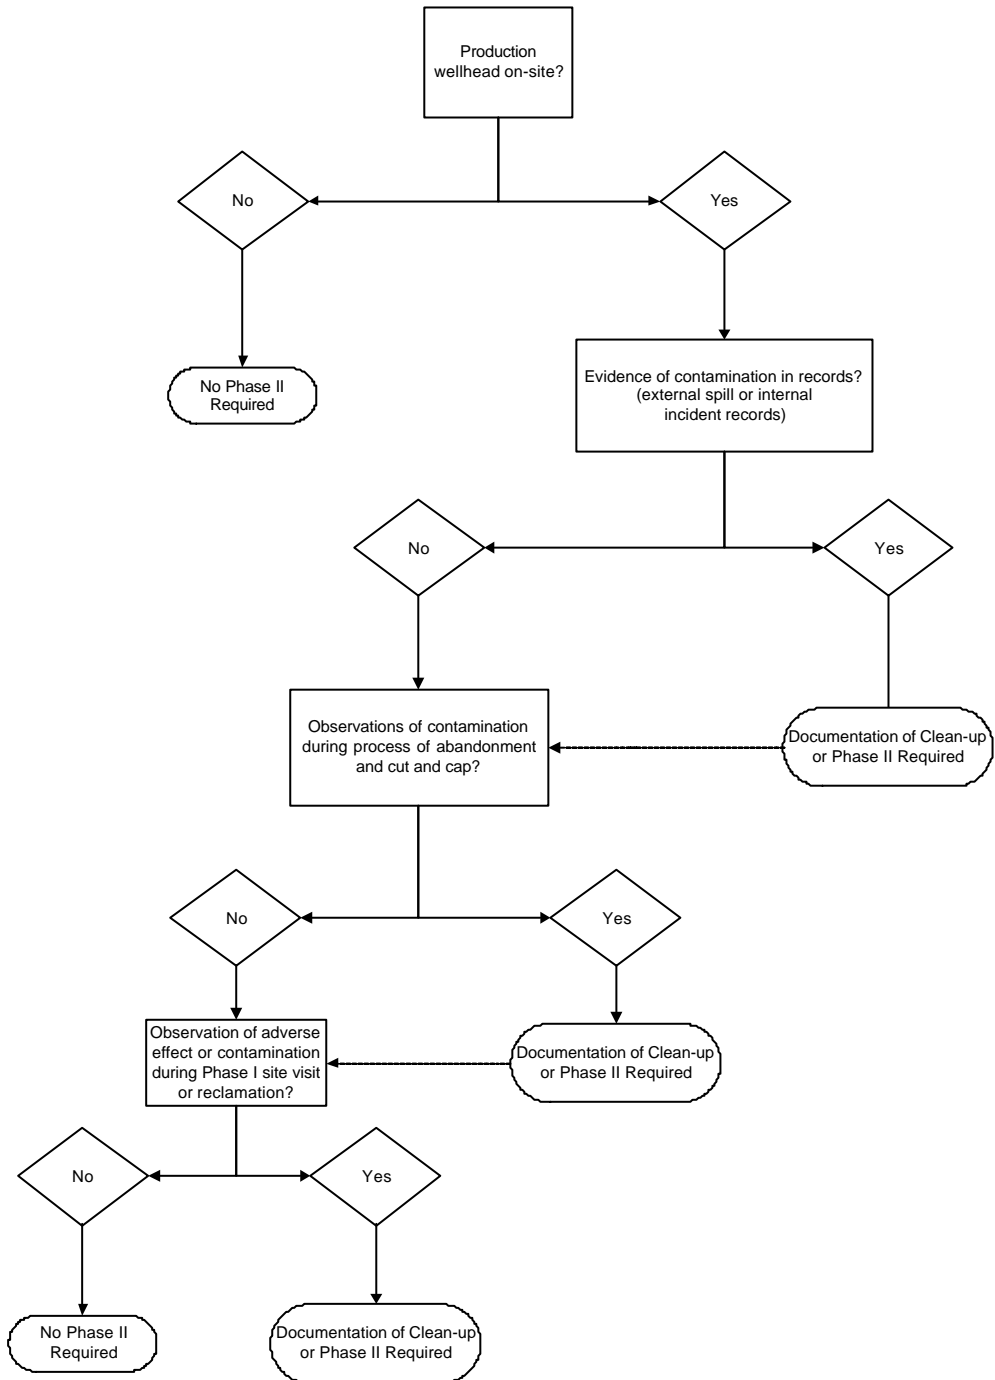 Production
wellhead on-site?
No
Yes
No Phase II
Required
Evidence of contamination in records?
(external spill or internal
incident records)
No
Yes
Observations of contamination
during process of abandonment
and cut and cap?
Documentation of Clean-up
or Phase II Required
No
Yes
Observation of adverse
effect or contamination
during Phase I site visit
or reclamation?
Documentation of Clean-up
or Phase II Required
No
Yes
No Phase II
Required
Documentation of Clean-up
or Phase II Required